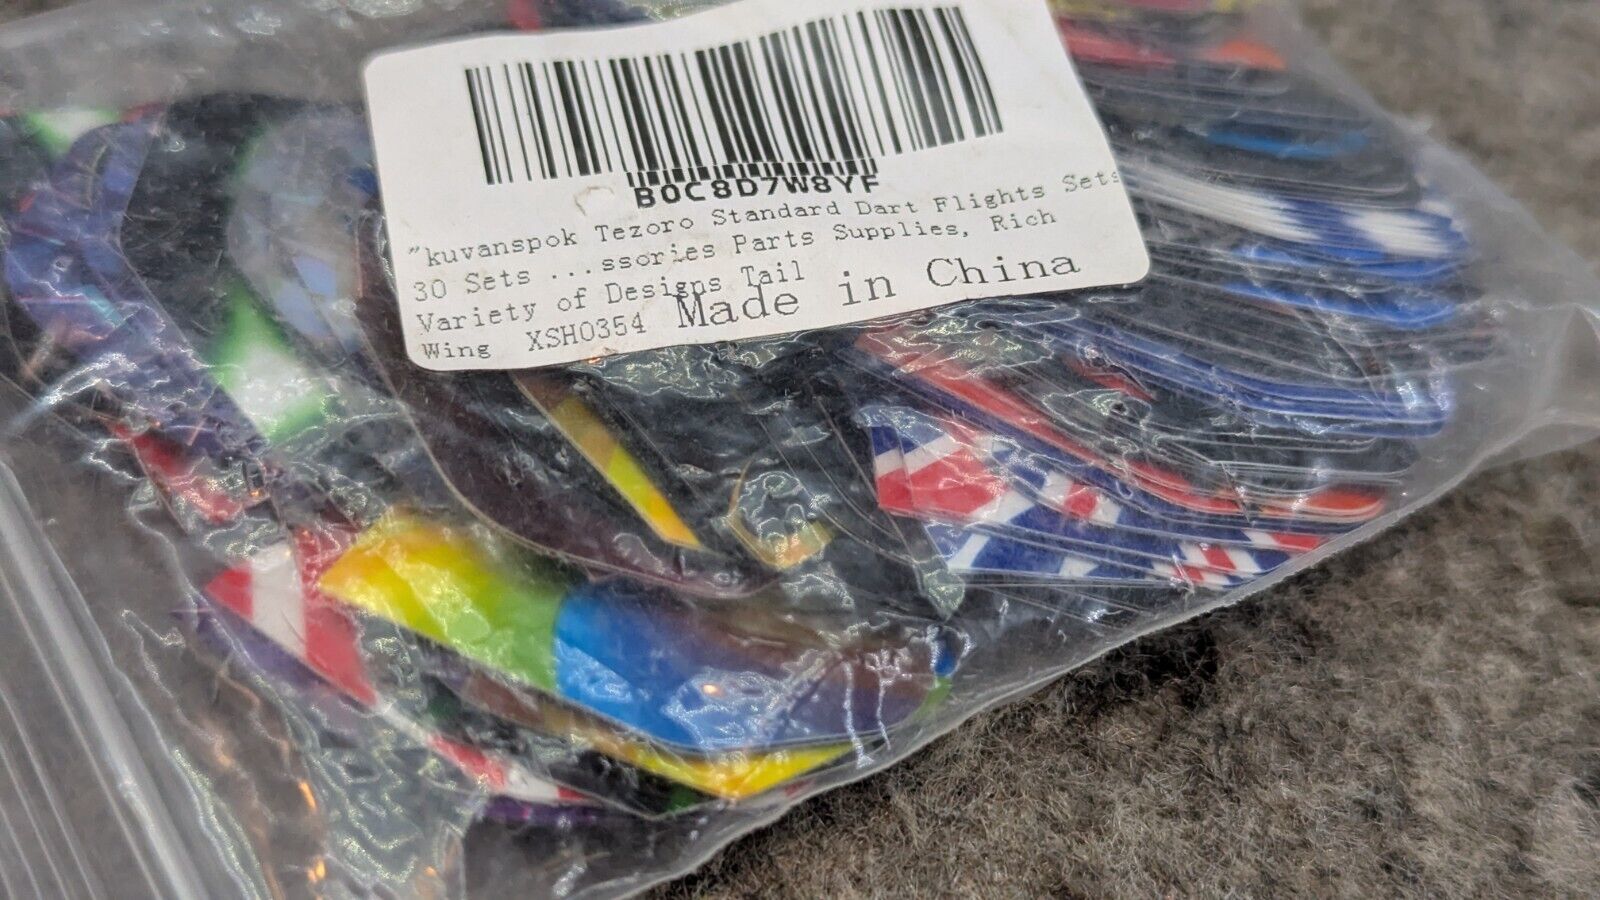 B0C8D7W8YF
"kuvanspok Tezoro Standard Dart Flights Sets
30 Sets ...ssories Parts Supplies, Rich
Variety of Designs Tail
Wing XSH0354 Made in China